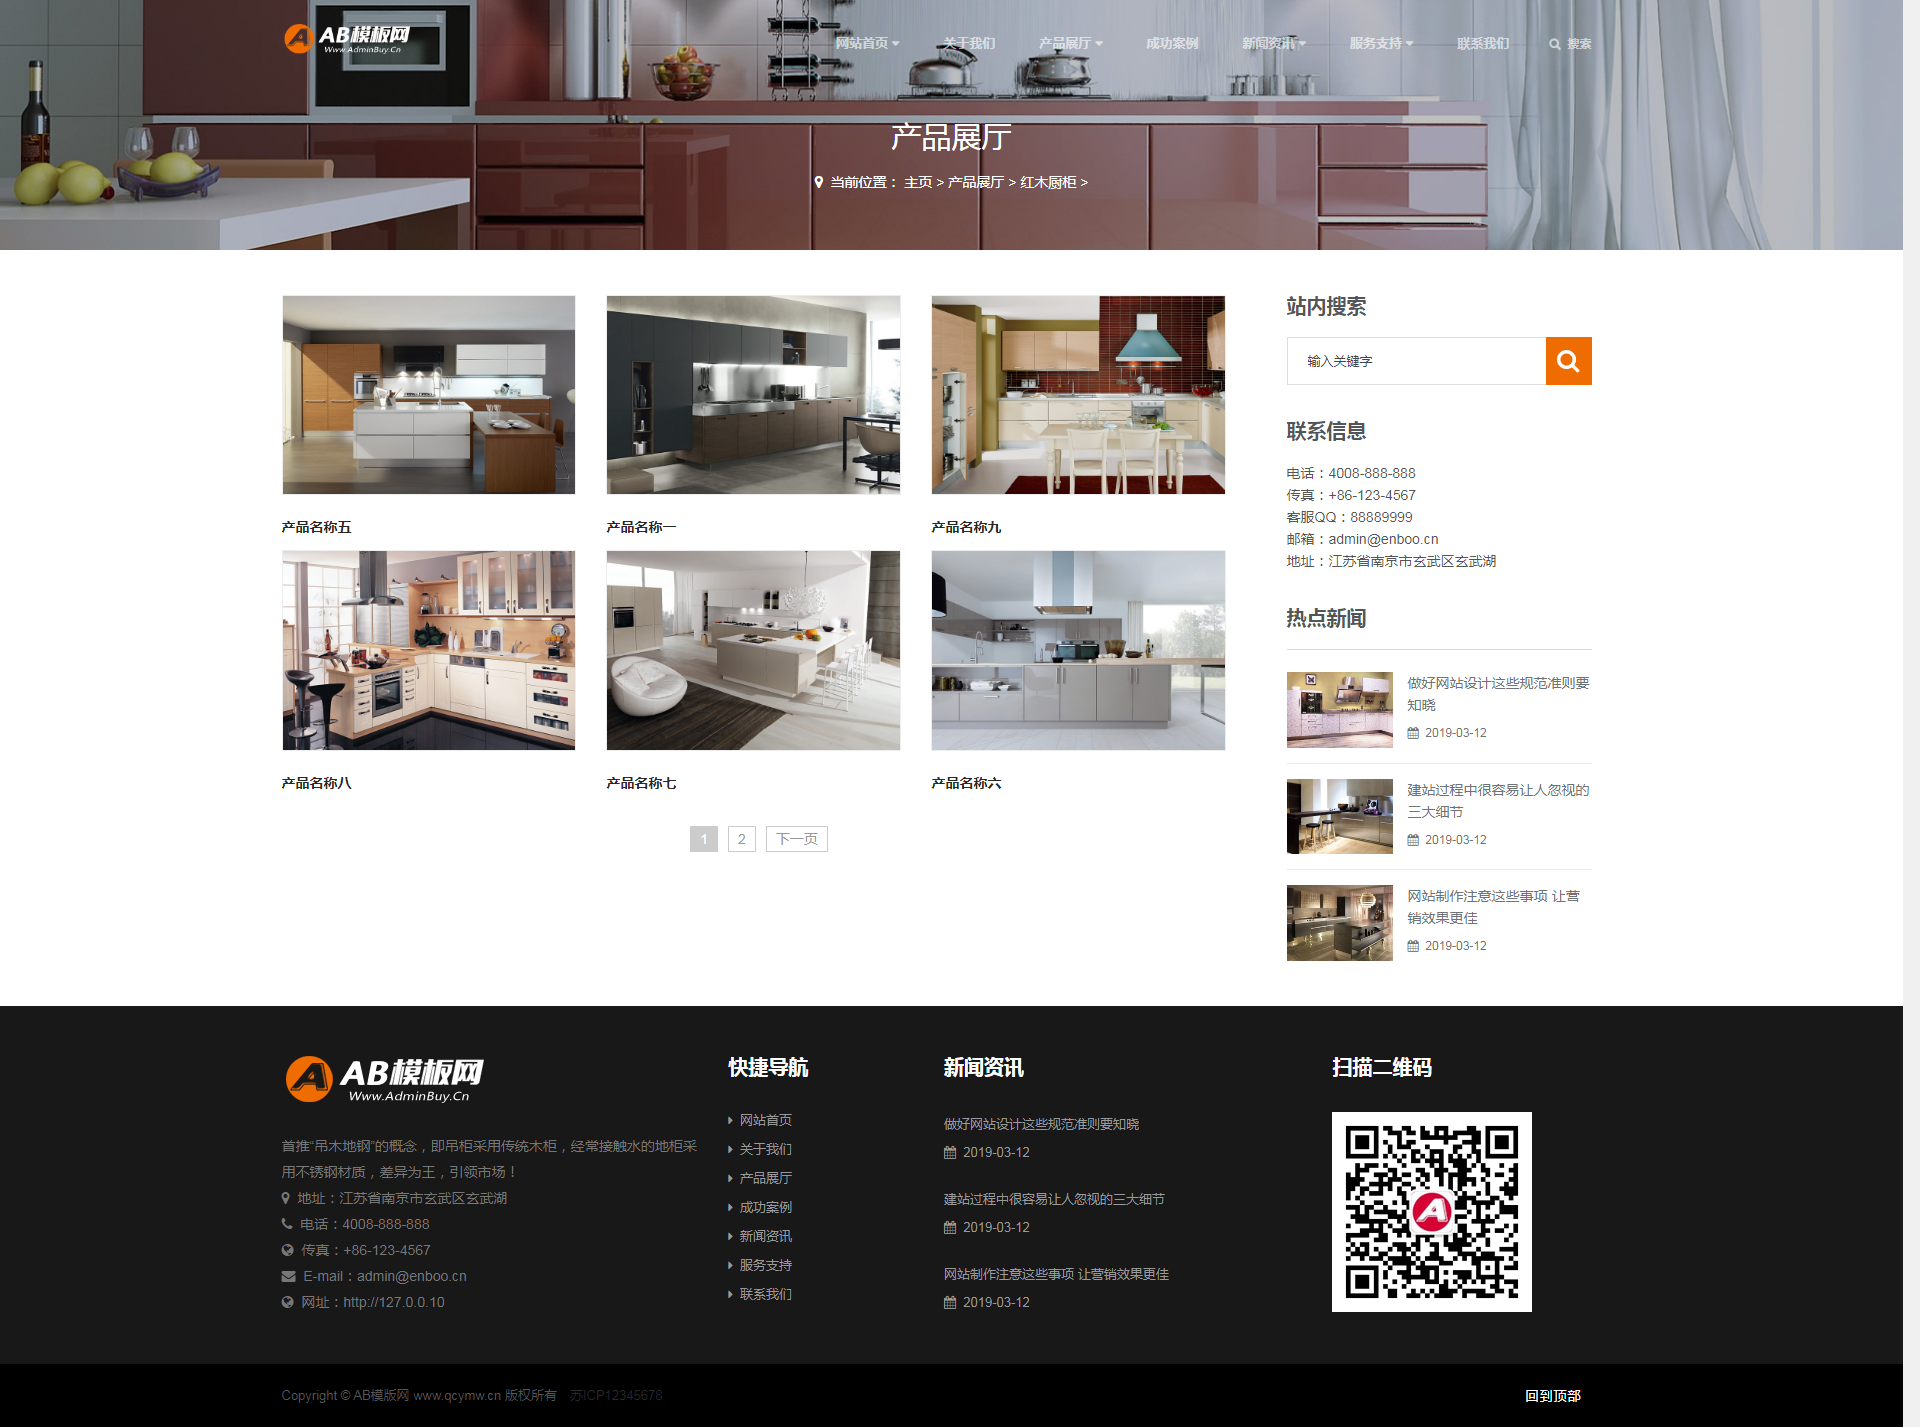 AB模板网
Www.AdminBuy.Cn
网站首页 关于我们 产品展厅 成功案例 新闻资讯 服务支持 联系我们 搜索
产品展厅
当前位置： 主页 > 产品展厅 > 红木厨柜 >
产品名称五
产品名称一
产品名称九
产品名称八
产品名称七
产品名称六
1 2 下一页
站内搜索
输入关键字
联系信息
电话：4008-888-888
传真：+86-123-4567
客服QQ：88889999
邮箱：admin@enboo.cn
地址：江苏省南京市玄武区玄武湖
热点新闻
做好网站设计这些规范准则要
知晓
2019-03-12
建站过程中很容易让人忽视的
三大细节
2019-03-12
网站制作注意这些事项 让营
销效果更佳
2019-03-12
AB模板网
Www.AdminBuy.Cn
首推“吊木地钢”的概念，即吊柜采用传统木柜，经常接触水的地柜采
用不锈钢材质，差异为王，引领市场！
地址：江苏省南京市玄武区玄武湖
电话：4008-888-888
传真：+86-123-4567
E-mail：admin@enboo.cn
网址：http://127.0.0.10
快捷导航
网站首页
关于我们
产品展厅
成功案例
新闻资讯
服务支持
联系我们
新闻资讯
做好网站设计这些规范准则要知晓
2019-03-12
建站过程中很容易让人忽视的三大细节
2019-03-12
网站制作注意这些事项 让营销效果更佳
2019-03-12
扫描二维码
Copyright © AB模版网 www.qcymw.cn 版权所有 苏ICP12345678
回到顶部